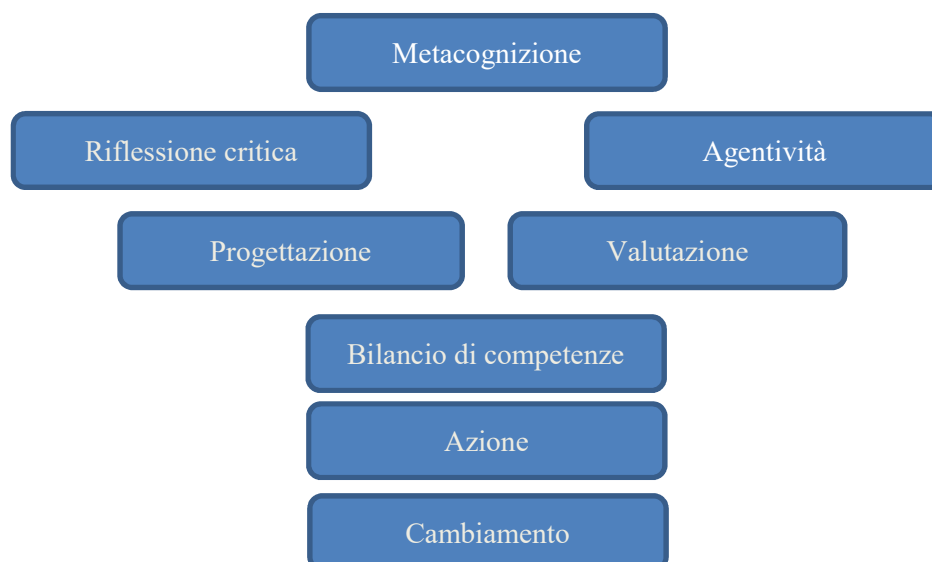 Metacognizione
Riflessione critica
Agentività
Progettazione
Valutazione
Bilancio di competenze
Azione
Cambiamento